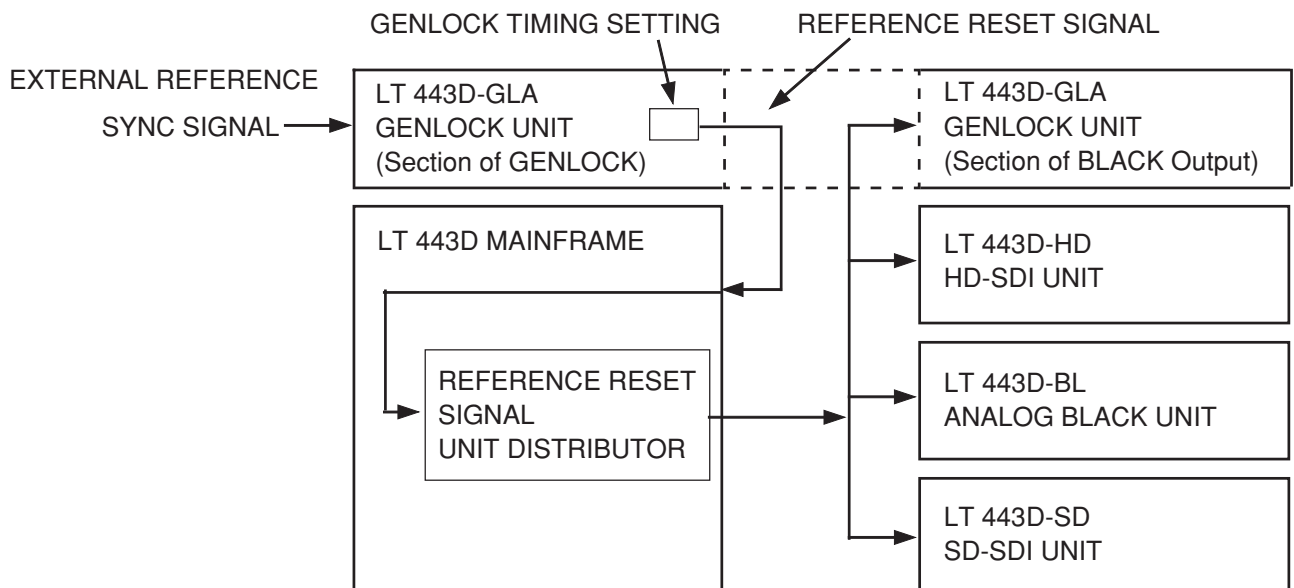 GENLOCK TIMING SETTING
REFERENCE RESET SIGNAL
EXTERNAL REFERENCE
SYNC SIGNAL
LT 443D-GLA
GENLOCK UNIT
(Section of GENLOCK)
LT 443D-GLA
GENLOCK UNIT
(Section of BLACK Output)
LT 443D MAINFRAME
REFERENCE RESET
SIGNAL
UNIT DISTRIBUTOR
LT 443D-HD
HD-SDI UNIT
LT 443D-BL
ANALOG BLACK UNIT
LT 443D-SD
SD-SDI UNIT